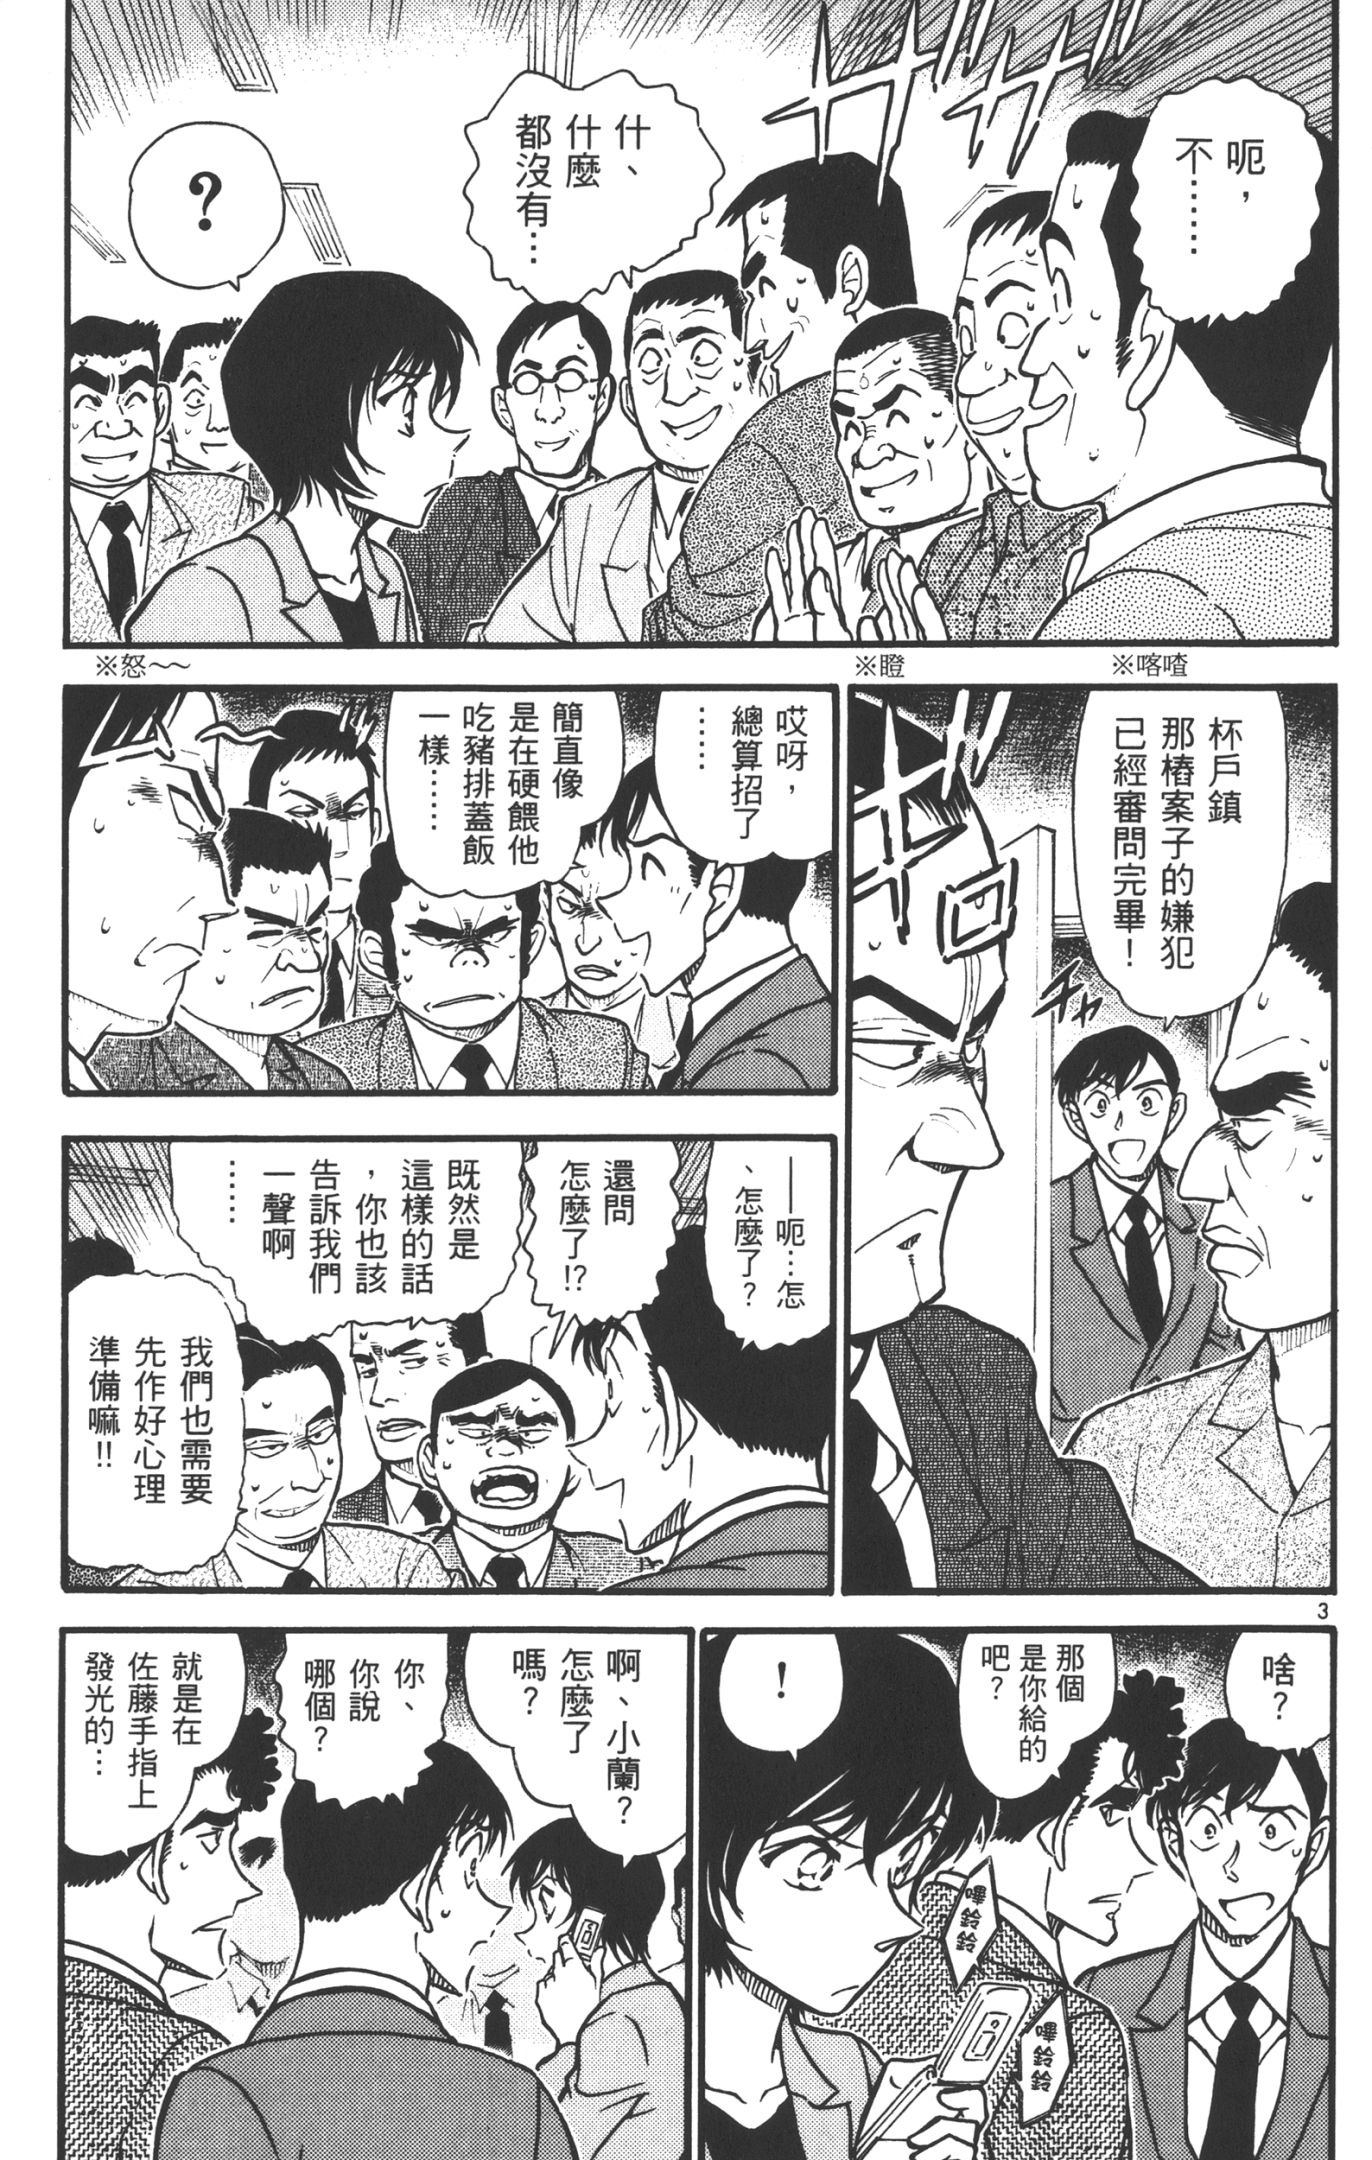 呃，
不……
什、
什麼
都沒有…
？
※喀喳
※瞪
※怒～～
杯戶鎮
那樁案子的嫌犯
已經審問完畢！
哎呀，
總算招了
……
簡直像
是在硬餵他
吃豬排蓋飯
一樣……
——呃…怎
、怎麼了？
還問
怎麼了!?
既然是
這樣的話
，你也該
告訴我們
一聲啊
……
我們也需要
先作好心理
準備嘛!!
3
啥？
那個
是你給的
吧？
！
嗶鈴鈴
嗶鈴鈴
啊、小蘭？
怎麼了
嗎？
你、
你說
哪個？
就是在
佐藤手指上
發光的…